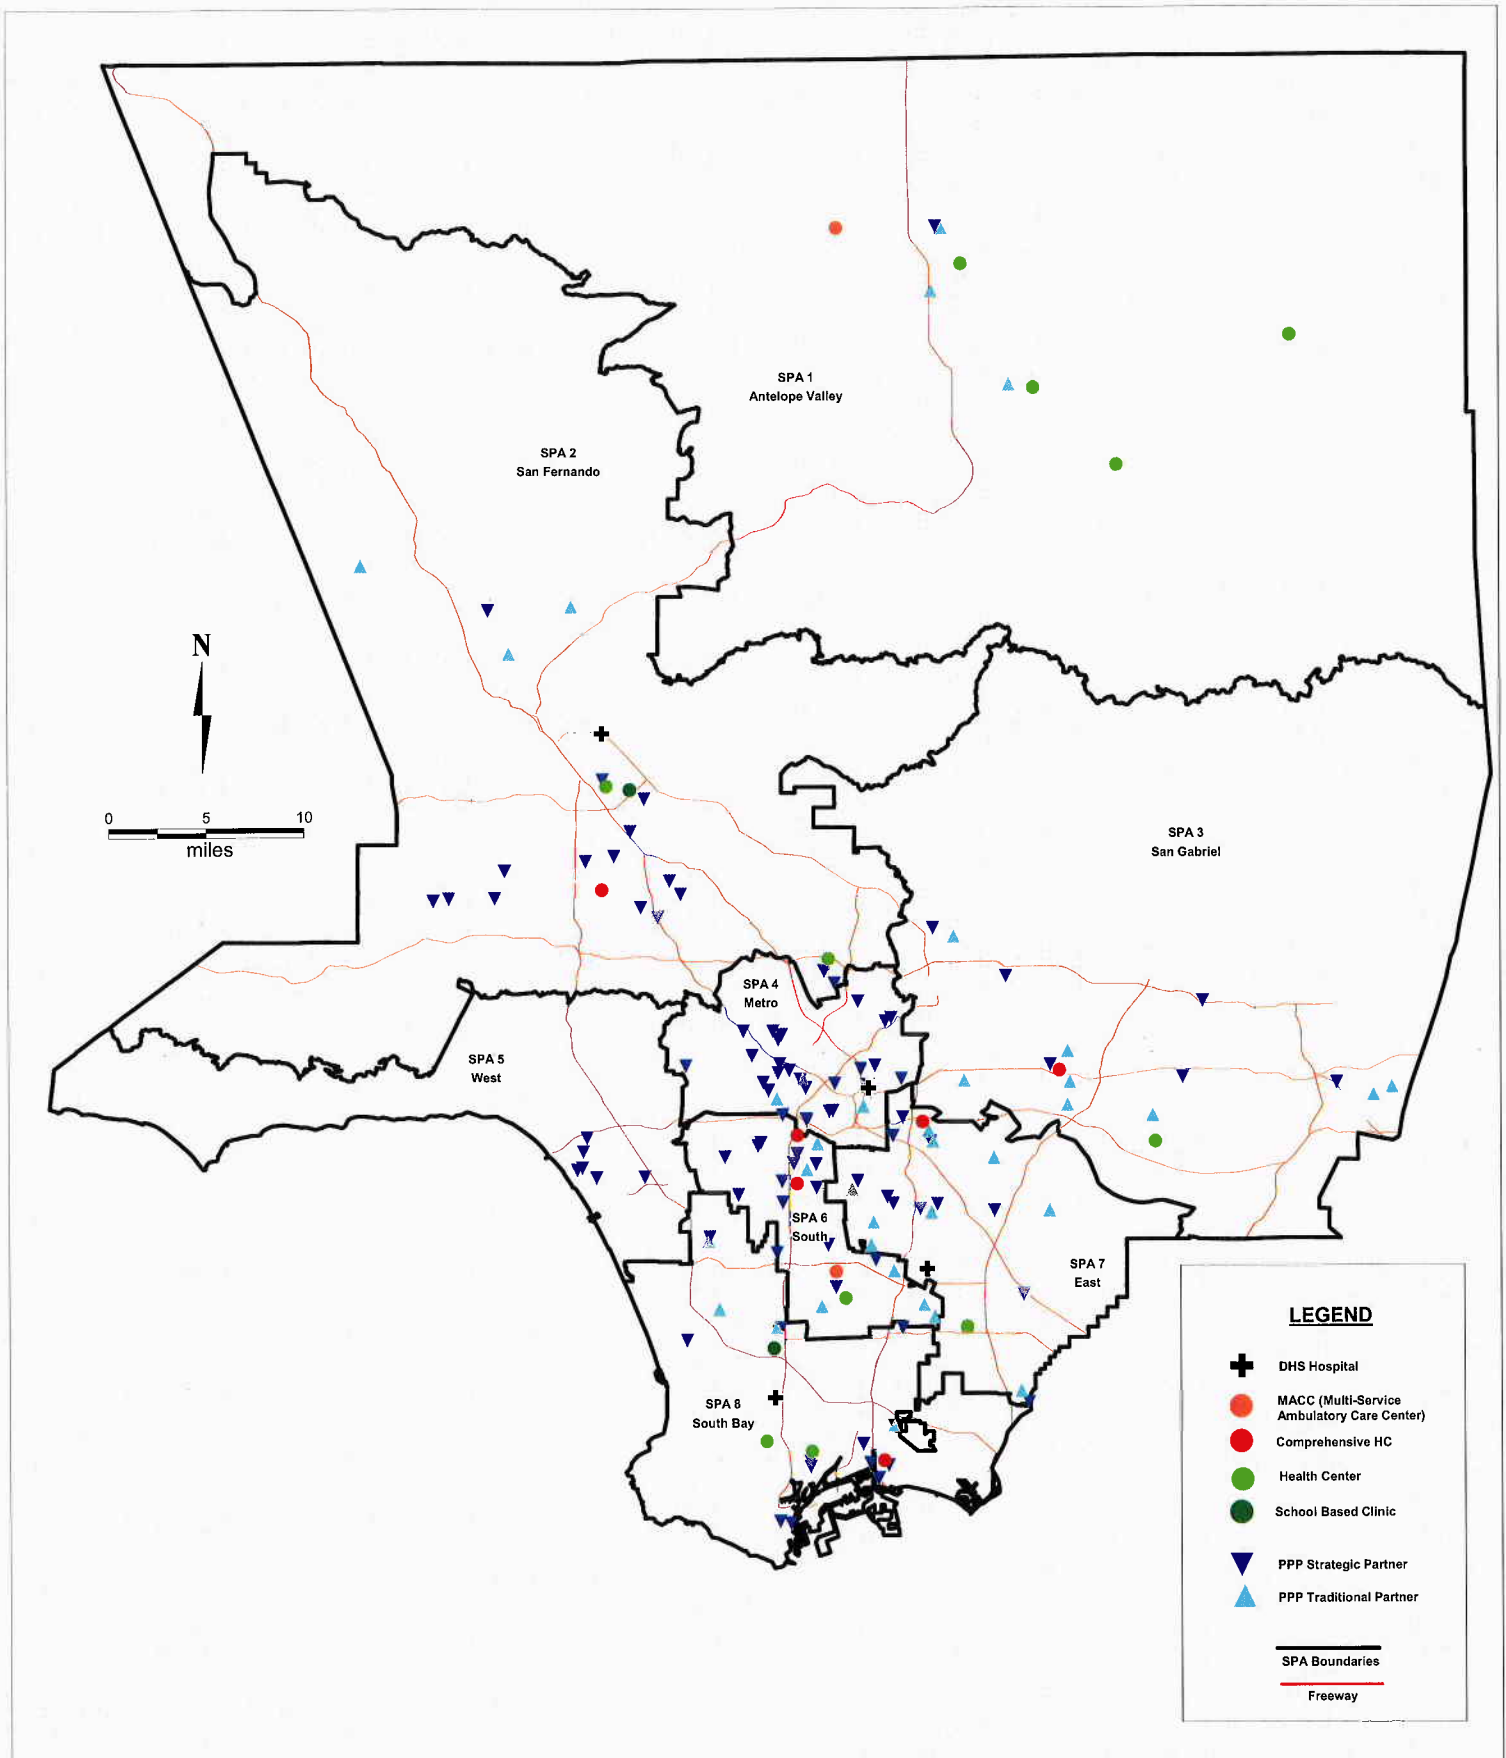 SPA 1
Antelope Valley
SPA 2
San Fernando
N
0 5 10
miles
SPA 3
San Gabriel
SPA 4
Metro
SPA 5
West
SPA 6
South
SPA 7
East
SPA 8
South Bay
LEGEND
DHS Hospital
MACC (Multi-Service
Ambulatory Care Center)
Comprehensive HC
Health Center
School Based Clinic
PPP Strategic Partner
PPP Traditional Partner
SPA Boundaries
Freeway